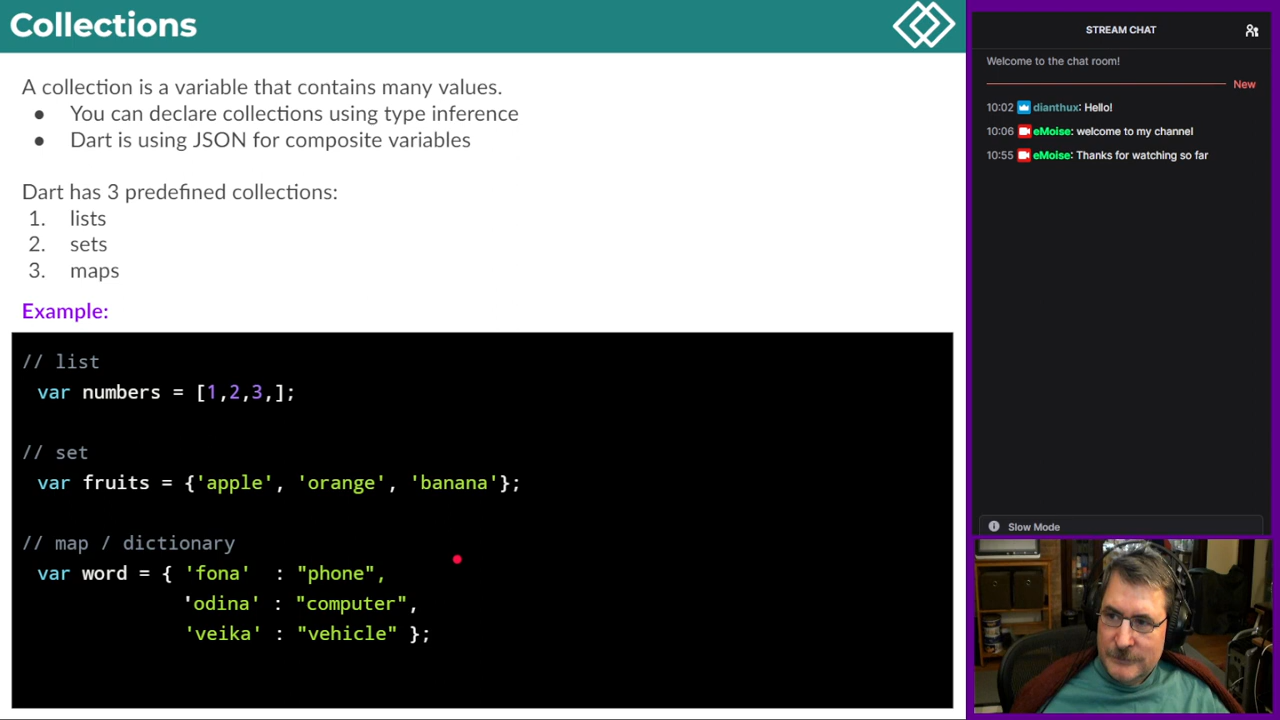 Collections
A collection is a variable that contains many values.
● You can declare collections using type inference
● Dart is using JSON for composite variables
Dart has 3 predefined collections:
1. lists
2. sets
3. maps
Example:
// list
var numbers = [1,2,3,];
// set
var fruits = {'apple', 'orange', 'banana'};
// map / dictionary
var word = { 'fona' : "phone",
'odina' : "computer",
'veika' : "vehicle" };
STREAM CHAT
Welcome to the chat room!
New
10:02 dianthux: Hello!
10:06 eMoise: welcome to my channel
10:55 eMoise: Thanks for watching so far
Slow Mode